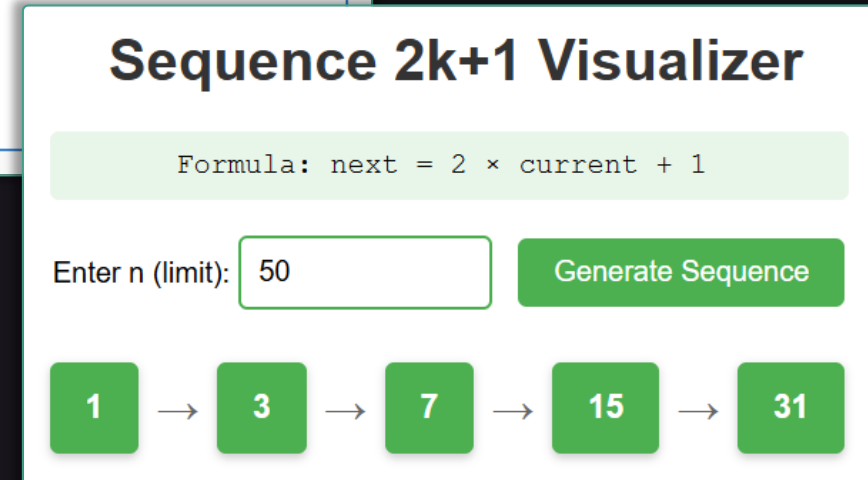 Sequence 2k+1 Visualizer
Formula: next = 2 × current + 1
Enter n (limit): 50 Generate Sequence
1 → 3 → 7 → 15 → 31